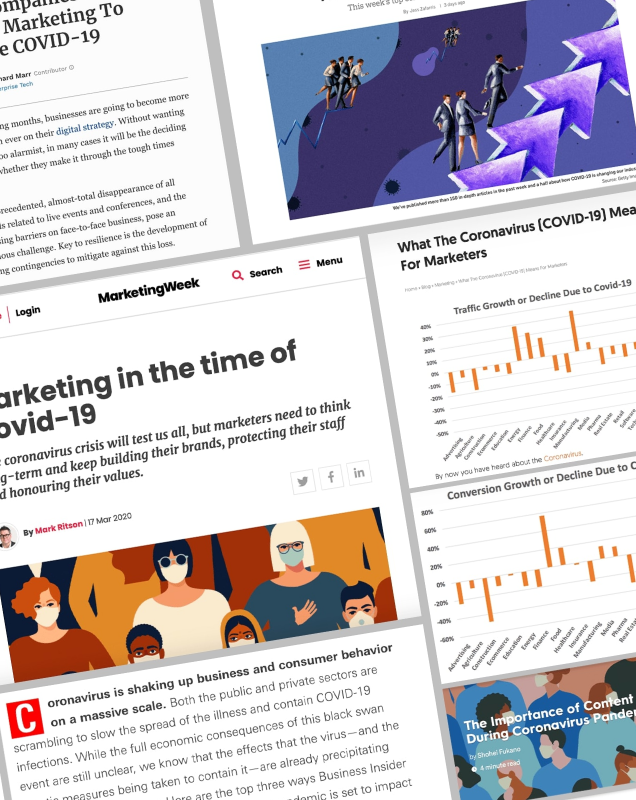 ompanies
Marketing To
e COVID-19
nard Marr Contributor
erprise Tech
ng months, businesses are going to become more
ever on their digital strategy. Without wanting
oo alarmist, in many cases it will be the deciding
whether they make it through the tough times
recedented, almost-total disappearance of all
s related to live events and conferences, and the
sing barriers on face-to-face business, pose an
ous challenge. Key to resilience is the development of
ng contingencies to mitigate against this loss.
This week's top
By Jess Zafarris | 3 days ago
We've published more than 150 in-depth articles in the past week and a half about how COVID-19 is changing our indus
Source: Getty Im
Login
MarketingWeek
Search
Menu
arketing in the time of
ovid-19
e coronavirus crisis will test us all, but marketers need to think
g-term and keep building their brands, protecting their staff
d honouring their values.
By Mark Ritson | 17 Mar 2020
What The Coronavirus (COVID-19) Mea
For Marketers
Home » Blog » Marketing » What The Coronavirus (COVID-19) Means For Marketers
Traffic Growth or Decline Due to Covid-19
40%
30%
20%
10%
0%
-10%
-20%
-30%
-40%
-50%
Advertising
Agriculture
Construction
Ecommerce
Education
Energy
Finance
Food
Healthcare
Insurance
Manufacturing
Media
Pharma
Real Estate
Retail
Software
By now you have heard about the Coronavirus.
Conversion Growth or Decline Due to C
80%
60%
40%
20%
0%
-20%
-40%
-60%
Advertising
Agriculture
Construction
Ecommerce
Education
Energy
Finance
Food
Healthcare
Insurance
Manufacturing
Media
Pharma
Real Esta
Coronavirus is shaking up business and consumer behavior
on a massive scale. Both the public and private sectors are
scrambling to slow the spread of the illness and contain COVID-19
infections. While the full economic consequences of this black swan
event are still unclear, we know that the effects that the virus—and the
tic measures being taken to contain it—are already precipitating
Here are the top three ways Business Insider
demic is set to impact
The Importance of Content
During Coronavirus Pandem
by Shohei Fukano
4 minute read